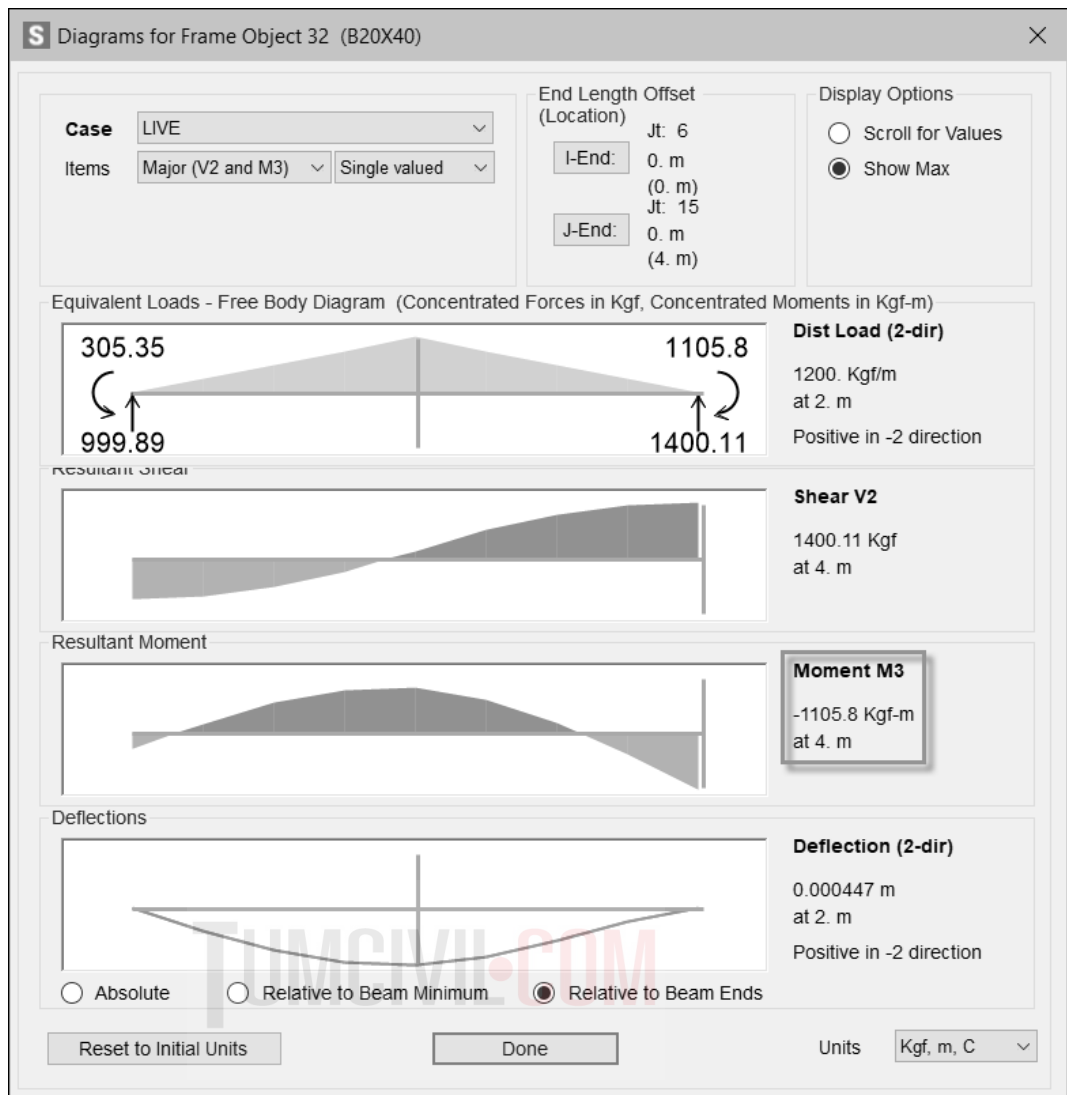 S Diagrams for Frame Object 32 (B20X40)
Case LIVE
Items Major (V2 and M3) Single valued
End Length Offset
(Location)
Jt: 6
I-End: 0. m
(0. m)
Jt: 15
J-End: 0. m
(4. m)
Display Options
Scroll for Values
Show Max
Equivalent Loads - Free Body Diagram (Concentrated Forces in Kgf, Concentrated Moments in Kgf-m)
305.35 1105.8
999.89 1400.11
Dist Load (2-dir)
1200. Kgf/m
at 2. m
Positive in -2 direction
Resultant Shear
Shear V2
1400.11 Kgf
at 4. m
Resultant Moment
Moment M3
-1105.8 Kgf-m
at 4. m
Deflections
Deflection (2-dir)
0.000447 m
at 2. m
Positive in -2 direction
TUMCIVIL.COM
Absolute Relative to Beam Minimum Relative to Beam Ends
Reset to Initial Units Done Units Kgf, m, C